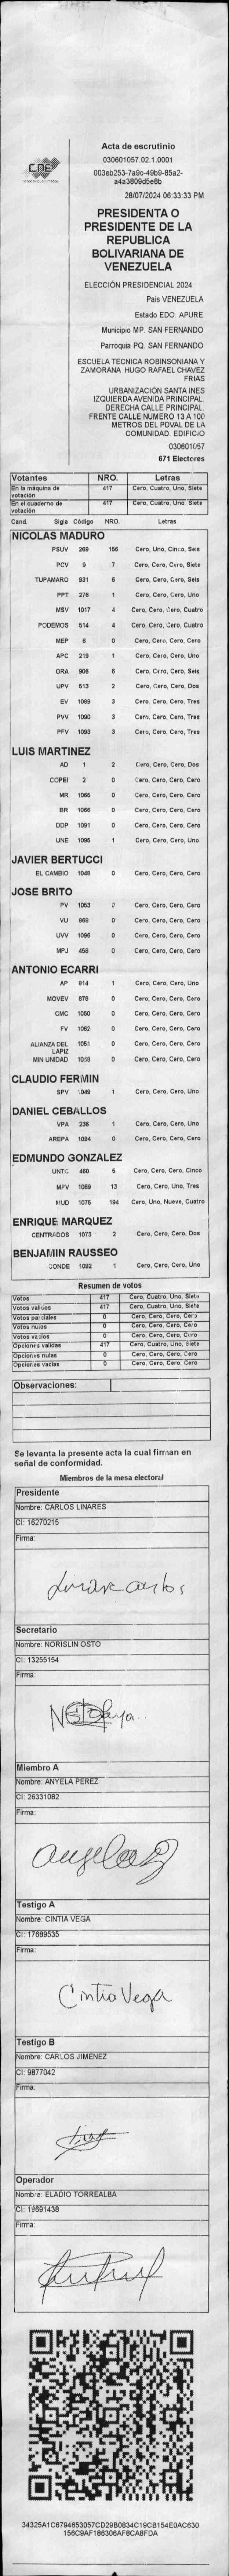 CNE
Acta de escrutinio
030601057.02.1.0001
003eb253-7a9c-49b9-85a2-
a4a3809d5e8b
28/07/2024 06:33:33 PM
PRESIDENTA O
PRESIDENTE DE LA
REPUBLICA
BOLIVARIANA DE
VENEZUELA
ELECCIÓN PRESIDENCIAL 2024
Pais VENEZUELA
Estado EDO. APURE
Municipio MP. SAN FERNANDO
Parroquia PQ. SAN FERNANDO
ESCUELA TECNICA ROBINSONIANA Y
ZAMORANA HUGO RAFAEL CHAVEZ
FRIAS
URBANIZACIÓN SANTA INES
IZQUIERDA AVENIDA PRINCIPAL.
DERECHA CALLE PRINCIPAL.
FRENTE CALLE NUMERO 13 A 100
METROS DEL PDVAL DE LA
COMUNIDAD. EDIFICIO
030601057
671 Electores
Votantes NRO. Letras
En la máquina de votación 417 Cero, Cuatro, Uno, Siete
En el cuaderno de votación 417 Cero, Cuatro, Uno, Siete
Cand. Sigla Código NRO. Letras
NICOLAS MADURO
PSUV 269 156 Cero, Uno, Cinco, Seis
PCV 9 7 Cero, Cero, Cero, Siete
TUPAMARO 931 6 Cero, Cero, Cero, Seis
PPT 276 1 Cero, Cero, Cero, Uno
MSV 1017 4 Cero, Cero, Cero, Cuatro
PODEMOS 514 4 Cero, Cero, Cero, Cuatro
MEP 6 0 Cero, Cero, Cero, Cero
APC 219 1 Cero, Cero, Cero, Uno
ORA 906 6 Cero, Cero, Cero, Seis
UPV 613 2 Cero, Cero, Cero, Dos
EV 1089 3 Cero, Cero, Cero, Tres
PVV 1090 3 Cero, Cero, Cero, Tres
PFV 1093 3 Cero, Cero, Cero, Tres
LUIS MARTINEZ
AD 1 2 Cero, Cero, Cero, Dos
COPEI 2 0 Cero, Cero, Cero, Cero
MR 1065 0 Cero, Cero, Cero, Cero
BR 1066 0 Cero, Cero, Cero, Cero
DDP 1091 0 Cero, Cero, Cero, Cero
UNE 1095 1 Cero, Cero, Cero, Uno
JAVIER BERTUCCI
EL CAMBIO 1048 0 Cero, Cero, Cero, Cero
JOSE BRITO
PV 1053 0 Cero, Cero, Cero, Cero
VU 868 0 Cero, Cero, Cero, Cero
UVV 1096 0 Cero, Cero, Cero, Cero
MPJ 456 0 Cero, Cero, Cero, Cero
ANTONIO ECARRI
AP 814 1 Cero, Cero, Cero, Uno
MOVEV 878 0 Cero, Cero, Cero, Cero
CMC 1050 0 Cero, Cero, Cero, Cero
FV 1062 0 Cero, Cero, Cero, Cero
ALIANZA DEL LAPIZ 1051 0 Cero, Cero, Cero, Cero
MIN UNIDAD 1059 0 Cero, Cero, Cero, Cero
CLAUDIO FERMIN
SPV 1049 1 Cero, Cero, Cero, Uno
DANIEL CEBALLOS
VPA 236 1 Cero, Cero, Cero, Uno
AREPA 1094 0 Cero, Cero, Cero, Cero
EDMUNDO GONZALEZ
UNTC 460 5 Cero, Cero, Cero, Cinco
MPV 1069 13 Cero, Cero, Uno, Tres
MUD 1075 194 Cero, Uno, Nueve, Cuatro
ENRIQUE MARQUEZ
CENTRADOS 1073 2 Cero, Cero, Cero, Dos
BENJAMIN RAUSSEO
CONDE 1092 1 Cero, Cero, Cero, Uno
Resumen de votos
Votos 417 Cero, Cuatro, Uno, Siete
Votos validos 417 Cero, Cuatro, Uno, Siete
Votos parciales 0 Cero, Cero, Cero, Cero
Votos nulos 0 Cero, Cero, Cero, Cero
Votos vacios 0 Cero, Cero, Cero, Cero
Opciones validas 417 Cero, Cuatro, Uno, Siete
Opciones nulas 0 Cero, Cero, Cero, Cero
Opciones vacias 0 Cero, Cero, Cero, Cero
Observaciones:
Se levanta la presente acta la cual firman en
señal de conformidad.
Miembros de la mesa electoral
Presidente
Nombre: CARLOS LINARES
CI: 16270215
Firma:
Linares Carlos
Secretario
Nombre: NORISLIN OSTO
CI: 13255154
Firma:
Miembro A
Nombre: ANYELA PEREZ
CI: 26331082
Firma:
Testigo A
Nombre: CINTIA VEGA
CI: 17689535
Firma:
Cintia Vega
Testigo B
Nombre: CARLOS JIMENEZ
CI: 9877042
Firma:
Operador
Nombre: ELADIO TORREALBA
CI: 13691438
Firma:
34325A1C6794653057CD29B0834C19CB154E0AC630
156C9AF186306AF8CA8FDA